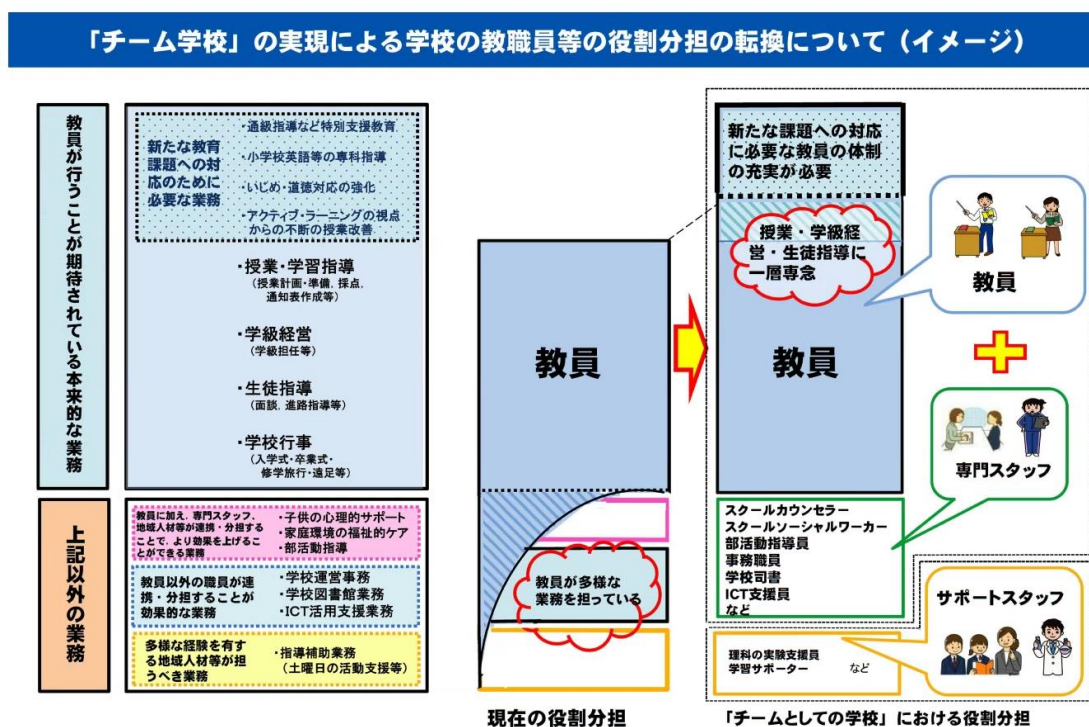 「チーム学校」の実現による学校の教職員等の役割分担の転換について（イメージ）
教員が行うことが期待されている本来的な業務
新たな教育
課題への対
応のために
必要な業務
・通級指導など特別支援教育
・小学校英語等の専科指導
・いじめ・道徳対応の強化
・アクティブ・ラーニングの視点
からの不断の授業改善
・授業・学習指導
（授業計画・準備，採点，
通知表作成等）
・学級経営
（学級担任等）
・生徒指導
（面談，進路指導等）
・学校行事
（入学式・卒業式・
修学旅行・遠足等）
上記以外の業務
教員に加え，専門スタッフ，
地域人材等が連携・分担する
ことで，より効果を上げるこ
とができる業務
・子供の心理的サポート
・家庭環境の福祉的ケア
・部活動指導
教員以外の職員が連
携・分担することが
効果的な業務
・学校運営事務
・学校図書館業務
・ICT活用支援業務
多様な経験を有す
る地域人材等が担
うべき業務
・指導補助業務
（土曜日の活動支援等）
教員
教員が多様な
業務を担っている
現在の役割分担
新たな課題への対応
に必要な教員の体制
の充実が必要
授業・学級経
営・生徒指導に
一層専念
教員
教員
専門スタッフ
スクールカウンセラー
スクールソーシャルワーカー
部活動指導員
事務職員
学校司書
ICT支援員
など
サポートスタッフ
理科の実験支援員
学習サポーター　など
「チームとしての学校」における役割分担